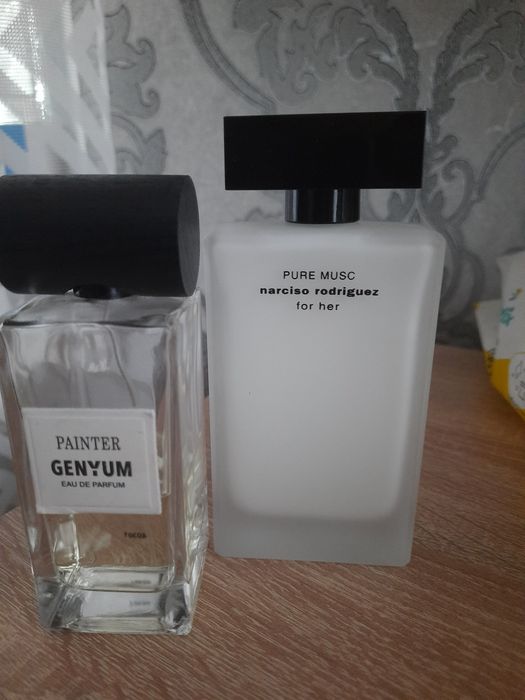 PAINTER
GENYUM
EAU DE PARFUM
PURE MUSC
narciso rodriguez
for her